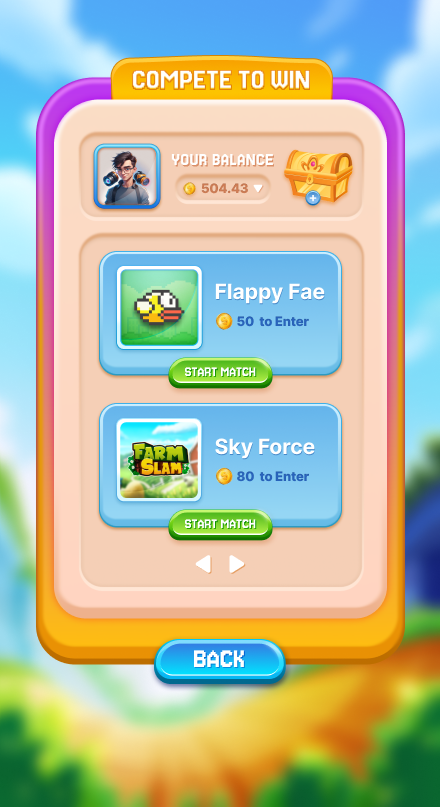 COMPETE TO WIN
YOUR BALANCE
504.43
Flappy Fae
50 to Enter
START MATCH
FARM
SLAM
Sky Force
80 to Enter
START MATCH
BACK